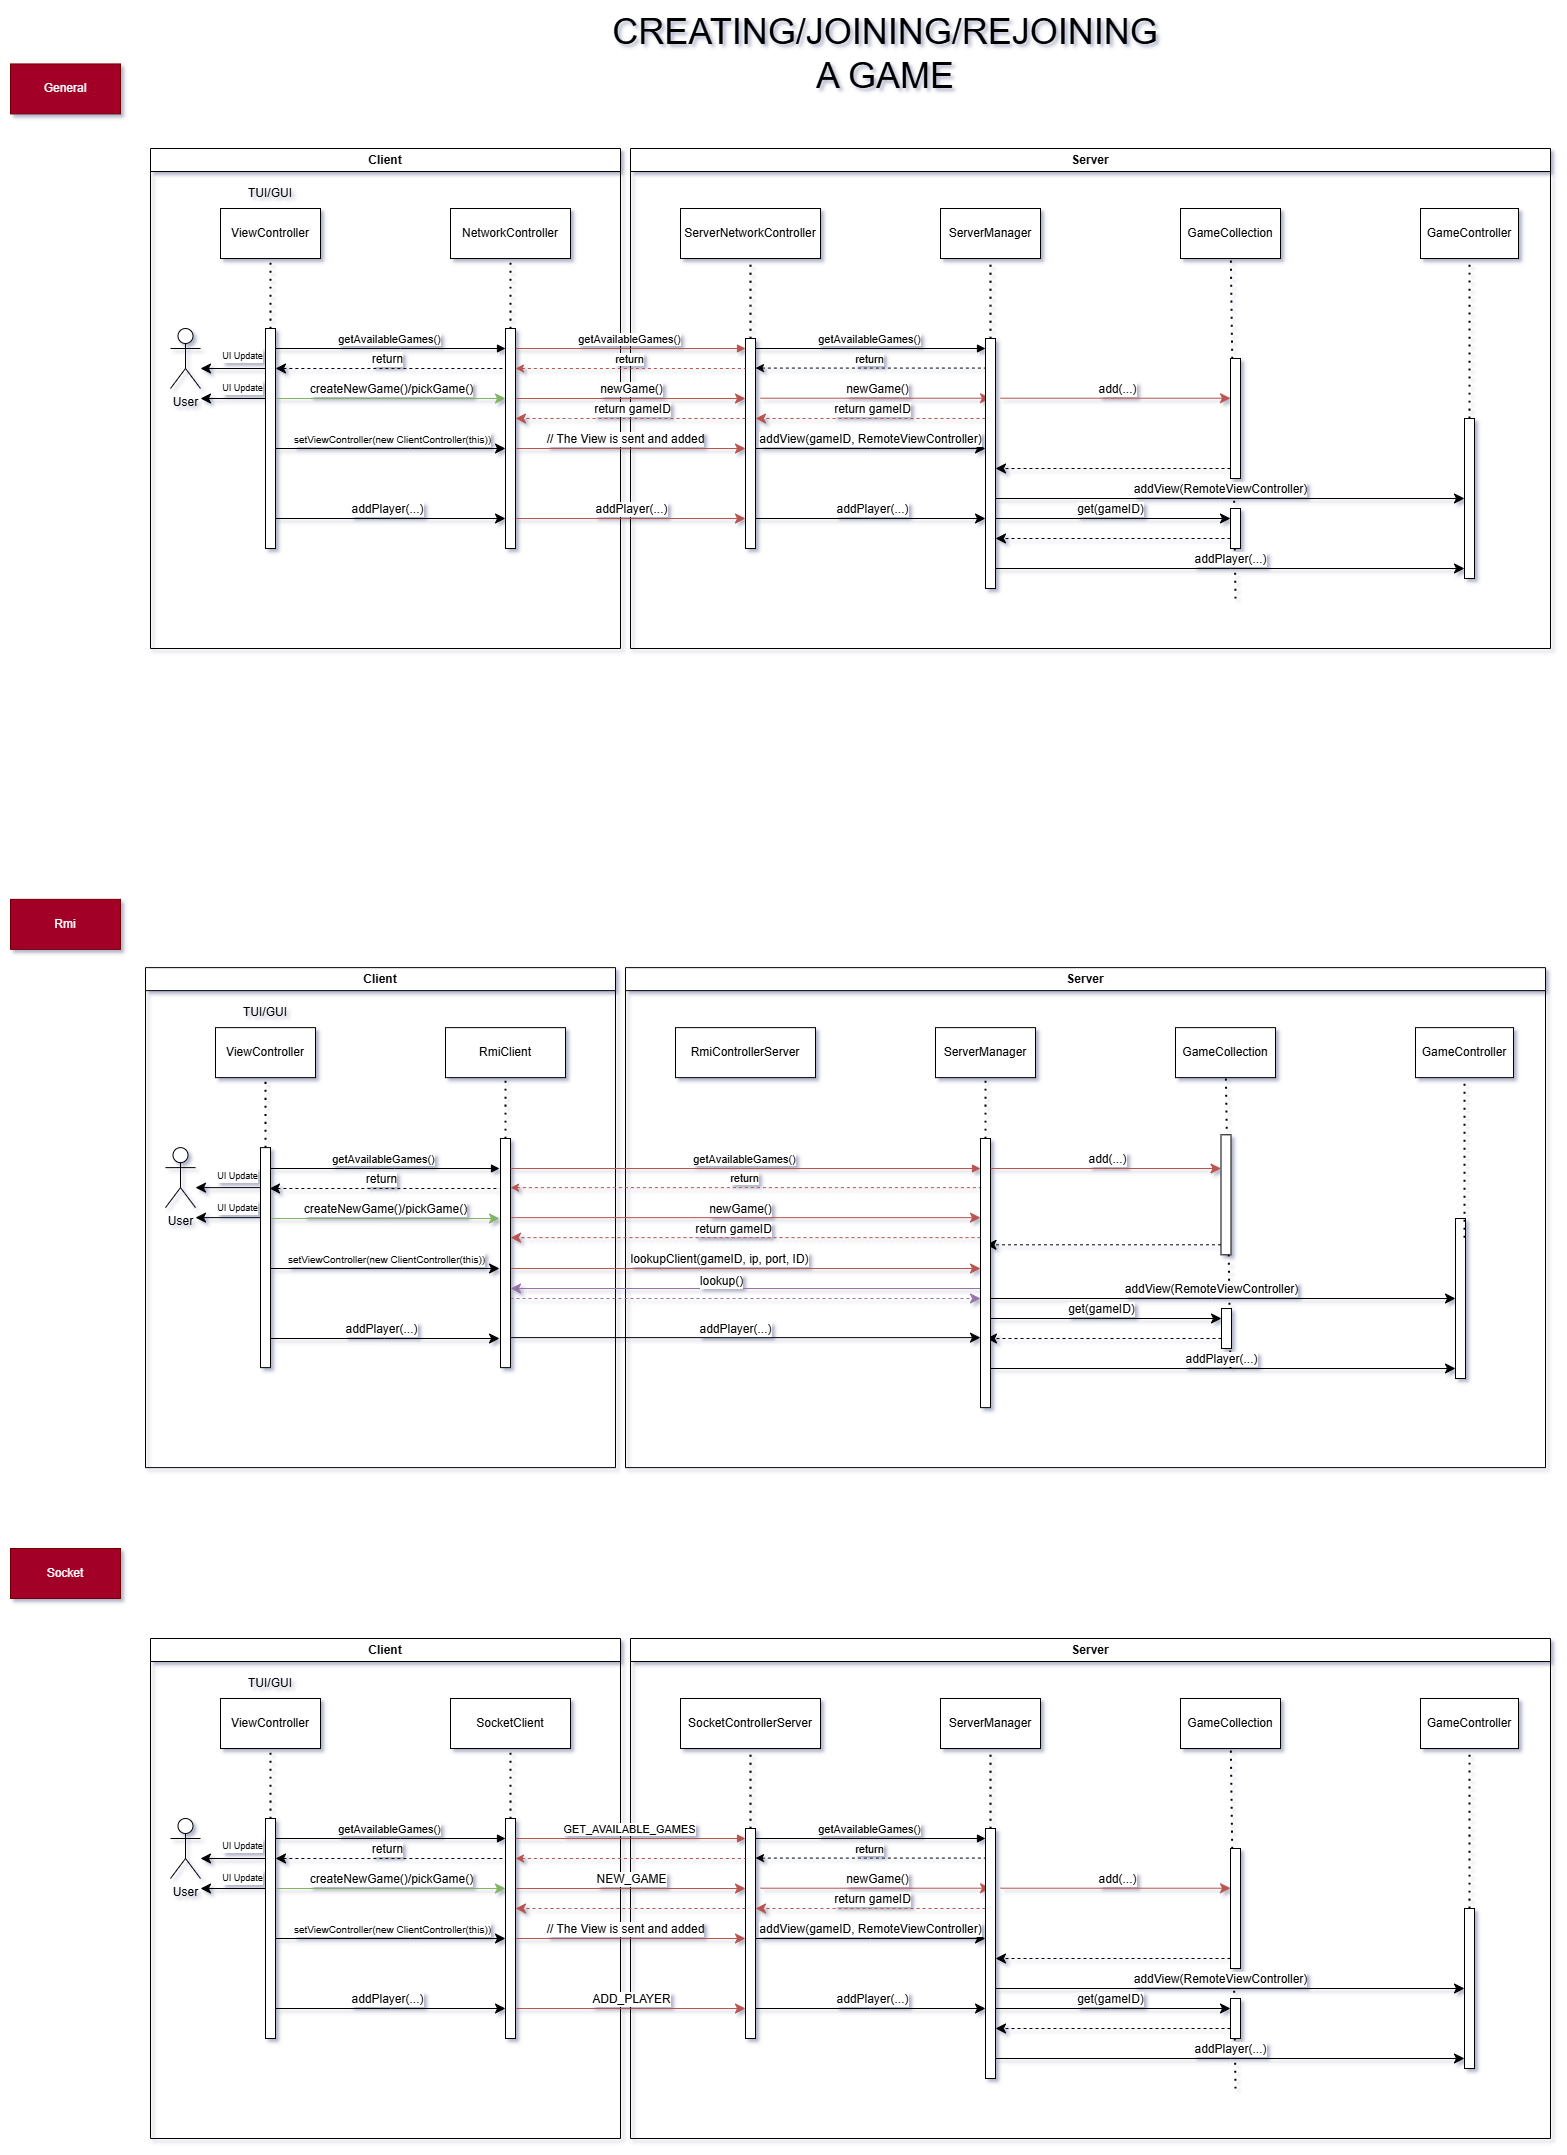 CREATING/JOINING/REJOINING
A GAME
General
Client
Server
TUI/GUI
ViewController
NetworkController
ServerNetworkController
ServerManager
GameCollection
GameController
getAvailableGames()
getAvailableGames()
getAvailableGames()
UI Update
return
return
return
UI Update
createNewGame()/pickGame()
newGame()
newGame()
add(...)
User
return gameID
return gameID
setViewController(new ClientController(this))
// The View is sent and added
addView(gameID, RemoteViewController)
addView(RemoteViewController)
addPlayer(...)
addPlayer(...)
addPlayer(...)
get(gameID)
addPlayer(...)
Rmi
Client
Server
TUI/GUI
ViewController
RmiClient
RmiControllerServer
ServerManager
GameCollection
GameController
getAvailableGames()
getAvailableGames()
add(...)
UI Update
return
return
UI Update
createNewGame()/pickGame()
newGame()
User
return gameID
setViewController(new ClientController(this))
lookupClient(gameID, ip, port, ID)
lookup()
addView(RemoteViewController)
get(gameID)
addPlayer(...)
addPlayer(...)
addPlayer(...)
Socket
Client
Server
TUI/GUI
ViewController
SocketClient
SocketControllerServer
ServerManager
GameCollection
GameController
getAvailableGames()
GET_AVAILABLE_GAMES
getAvailableGames()
UI Update
return
return
UI Update
createNewGame()/pickGame()
NEW_GAME
newGame()
add(...)
User
return gameID
setViewController(new ClientController(this))
// The View is sent and added
addView(gameID, RemoteViewController)
addView(RemoteViewController)
addPlayer(...)
ADD_PLAYER
addPlayer(...)
get(gameID)
addPlayer(...)